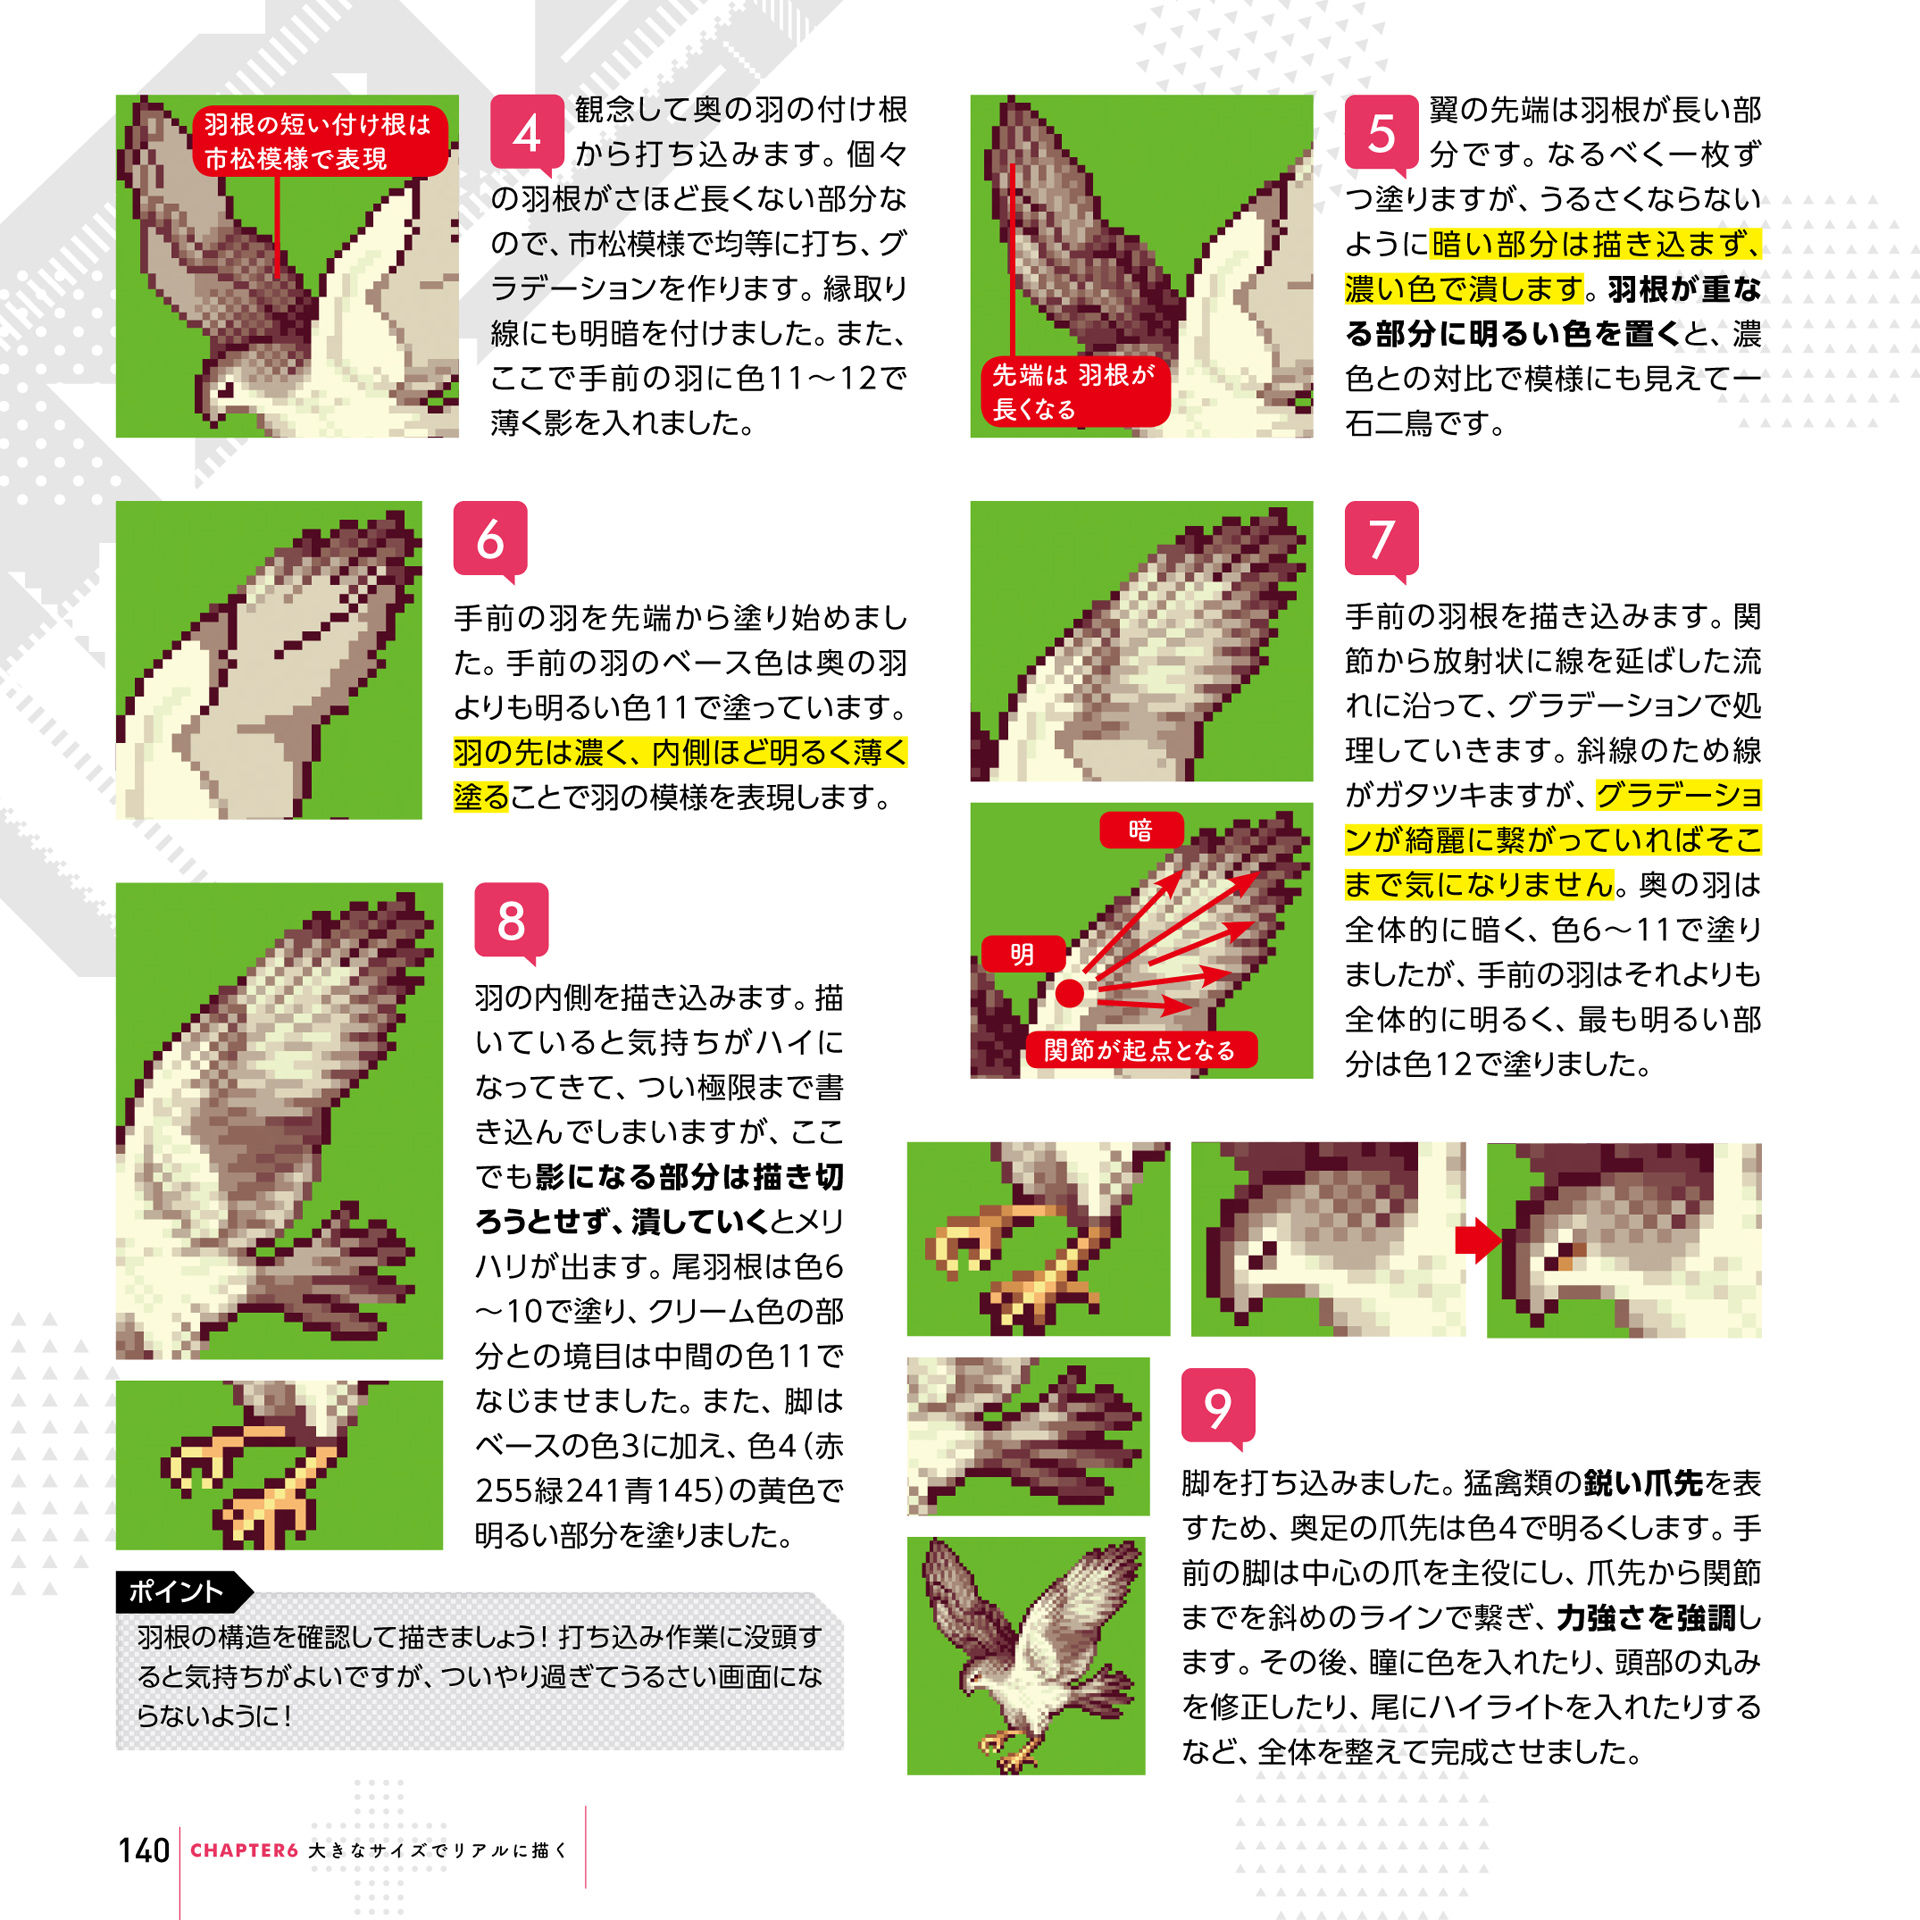 羽根の短い付け根は
市松模様で表現
4
観念して奥の羽の付け根
から打ち込みます。個々
の羽根がさほど長くない部分な
ので、市松模様で均等に打ち、グ
ラデーションを作ります。縁取り
線にも明暗を付けました。また、
ここで手前の羽に色11～12で
薄く影を入れました。
先端は 羽根が
長くなる
5
翼の先端は羽根が長い部
分です。なるべく一枚ず
つ塗りますが、うるさくならない
ように暗い部分は描き込まず、
濃い色で潰します。羽根が重な
る部分に明るい色を置くと、濃
色との対比で模様にも見えて一
石二鳥です。
6
手前の羽を先端から塗り始めまし
た。手前の羽のベース色は奥の羽
よりも明るい色11で塗っています。
羽の先は濃く、内側ほど明るく薄く
塗ることで羽の模様を表現します。
7
手前の羽根を描き込みます。関
節から放射状に線を延ばした流
れに沿って、グラデーションで処
理していきます。斜線のため線
がガタツキますが、グラデーショ
ンが綺麗に繋がっていればそこ
まで気になりません。奥の羽は
全体的に暗く、色6～11で塗り
ましたが、手前の羽はそれよりも
全体的に明るく、最も明るい部
分は色12で塗りました。
暗
明
関節が起点となる
8
羽の内側を描き込みます。描
いていると気持ちがハイに
なってきて、つい極限まで書
き込んでしまいますが、ここ
でも影になる部分は描き切
ろうとせず、潰していくとメリ
ハリが出ます。尾羽根は色6
～10で塗り、クリーム色の部
分との境目は中間の色11で
なじませました。また、脚は
ベースの色3に加え、色4（赤
255緑241青145）の黄色で
明るい部分を塗りました。
9
脚を打ち込みました。猛禽類の鋭い爪先を表
すため、奥足の爪先は色4で明るくします。手
前の脚は中心の爪を主役にし、爪先から関節
までを斜めのラインで繋ぎ、力強さを強調し
ます。その後、瞳に色を入れたり、頭部の丸み
を修正したり、尾にハイライトを入れたりする
など、全体を整えて完成させました。
ポイント
羽根の構造を確認して描きましょう！打ち込み作業に没頭す
ると気持ちがよいですが、ついやり過ぎてうるさい画面にな
らないように！
140 CHAPTER6 大きなサイズでリアルに描く